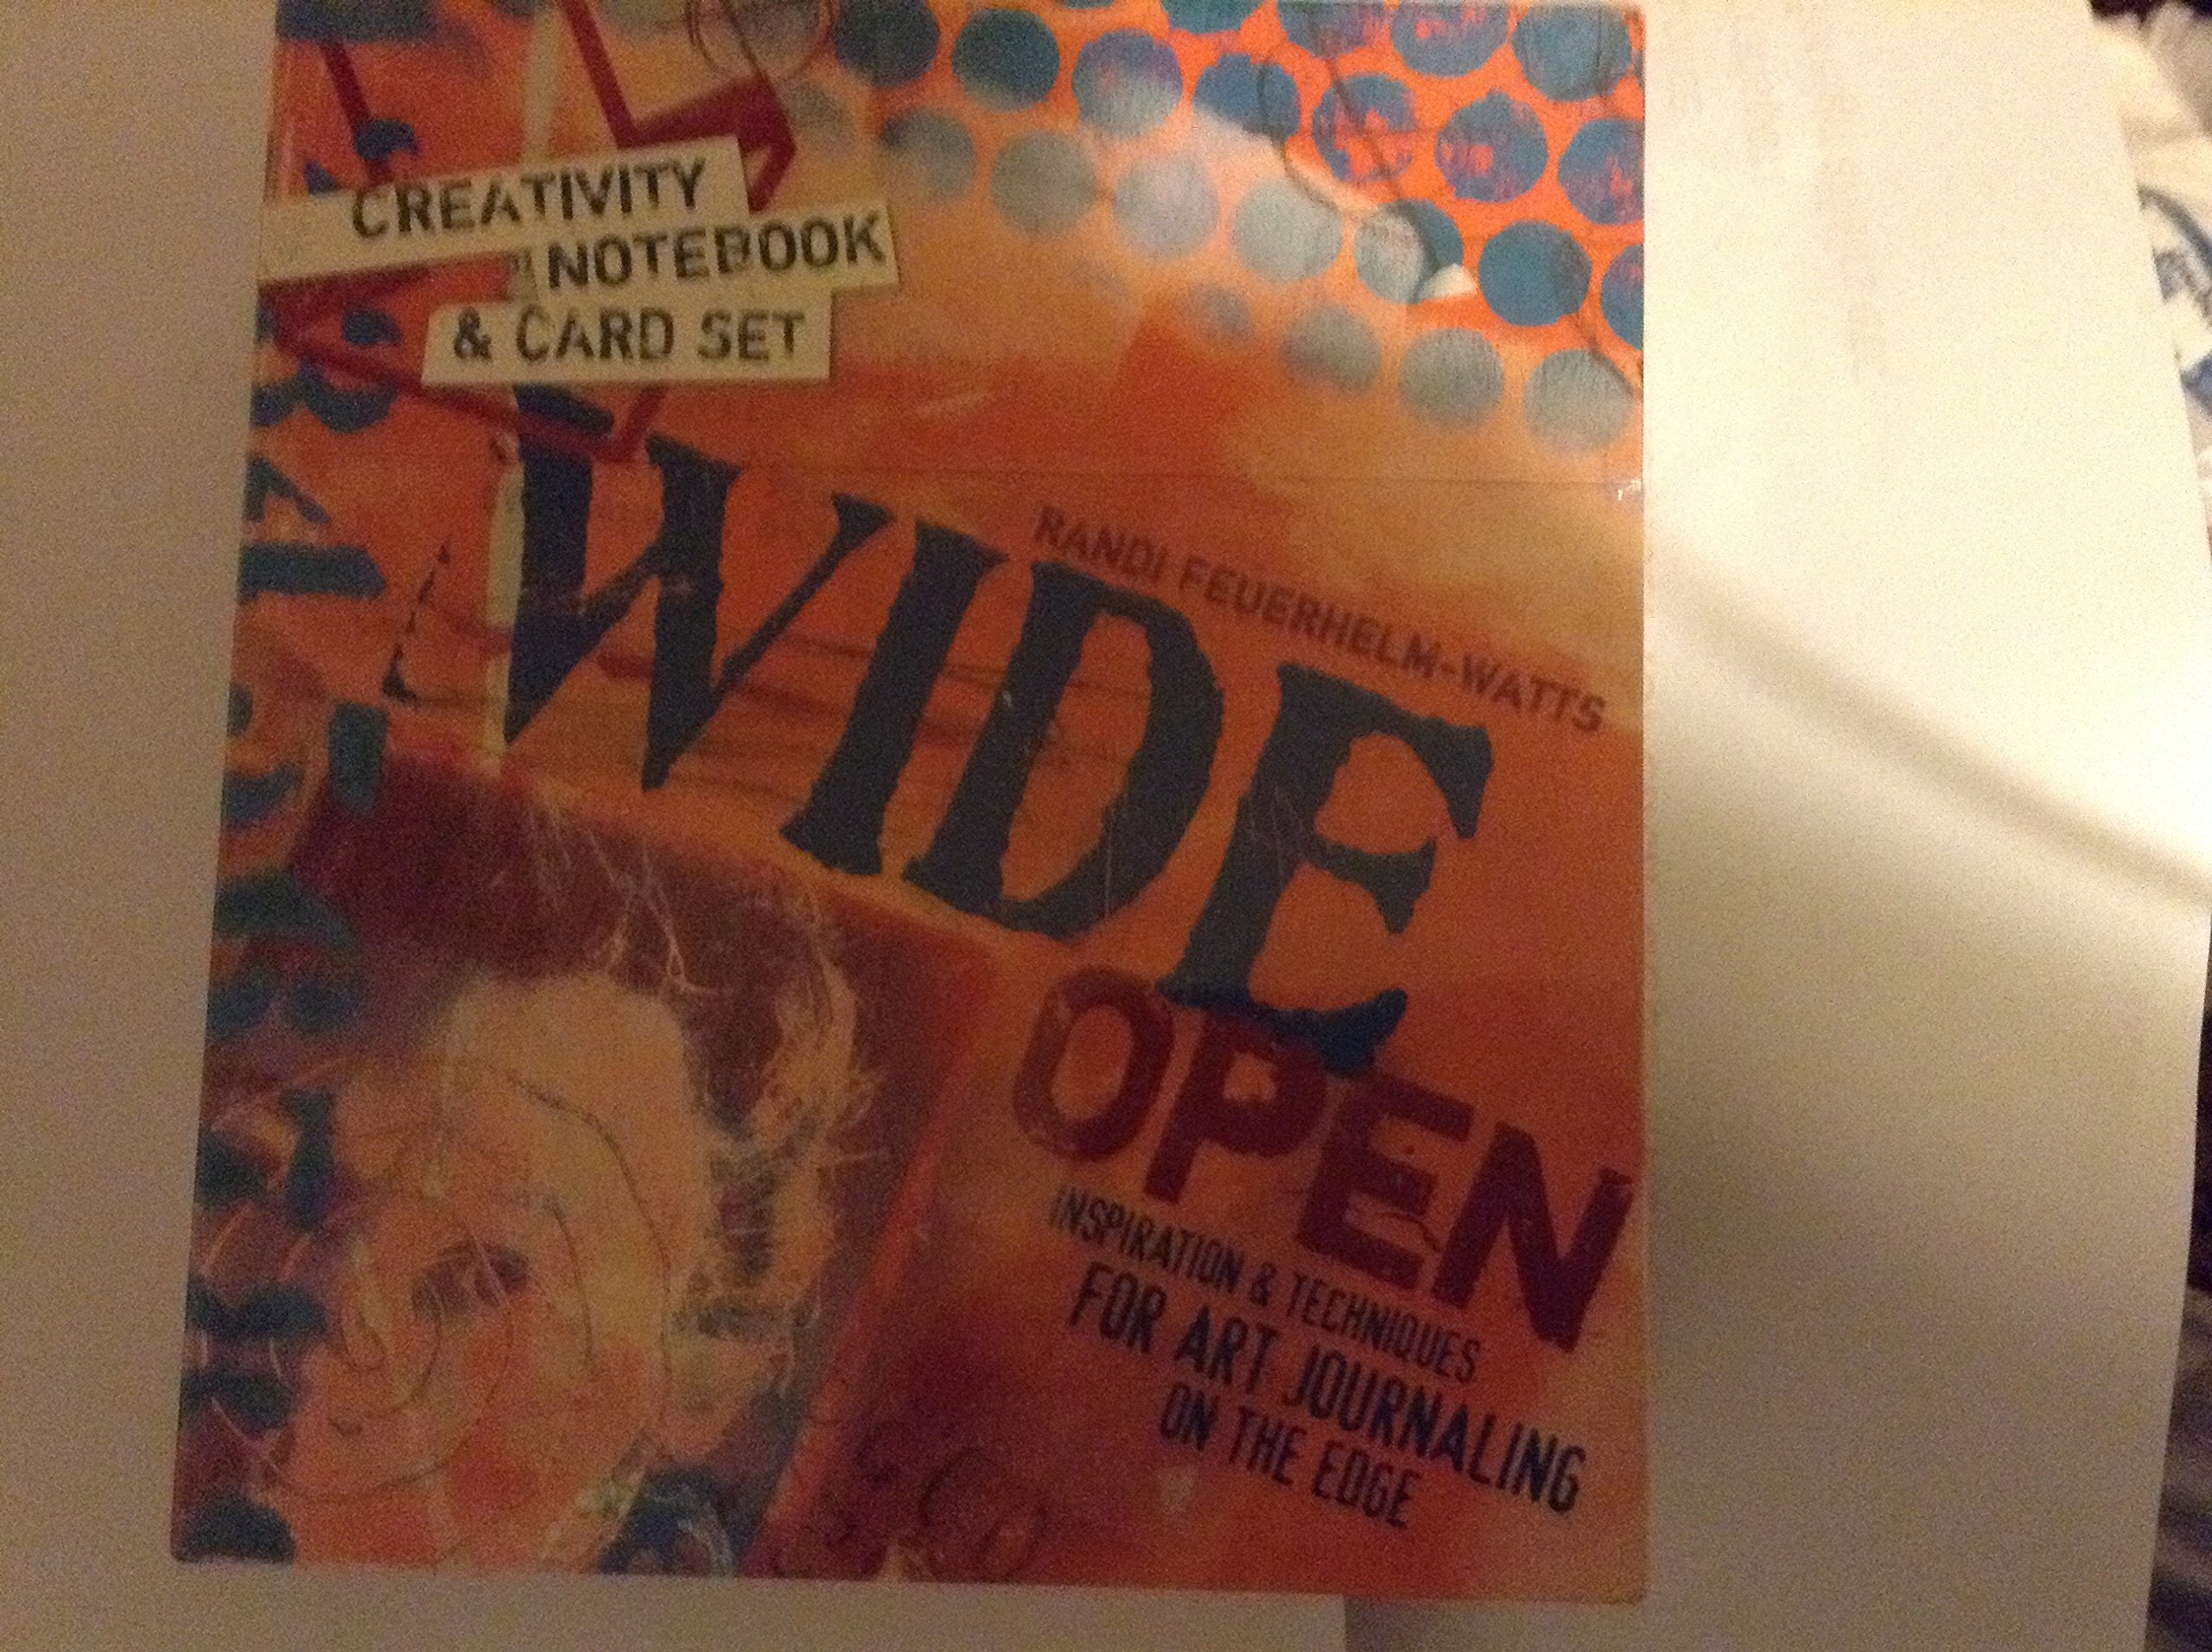 CREATIVITY
NOTEBOOK
& CARD SET
RANDI FEUERHELM-WATTS
WIDE
OPEN
INSPIRATION & TECHNIQUES
FOR ART JOURNALING
ON THE EDGE